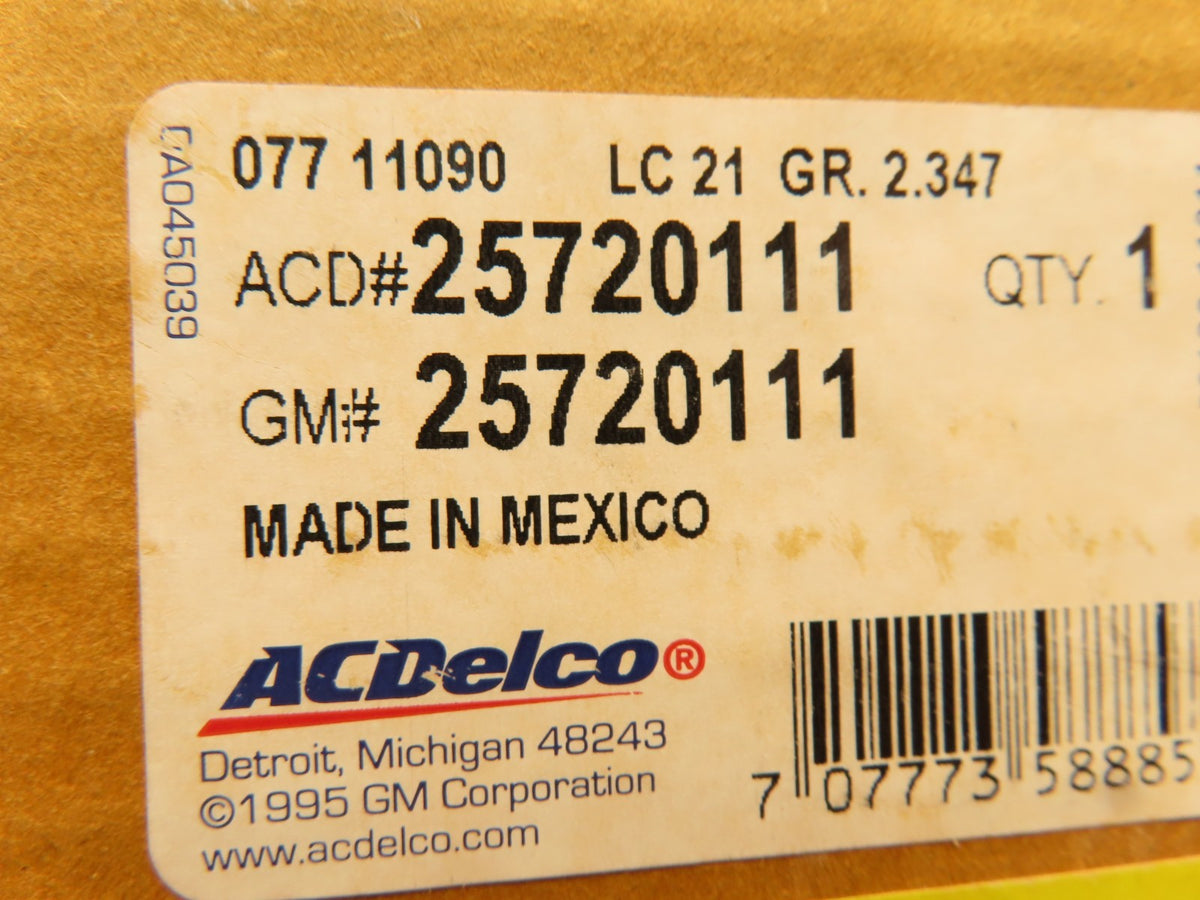 077 11090 LC 21 GR. 2.347
ACD# 25720111 QTY. 1
GM# 25720111
MADE IN MEXICO
ACDelco®
Detroit, Michigan 48243
©1995 GM Corporation
www.acdelco.com
7 07773 58885